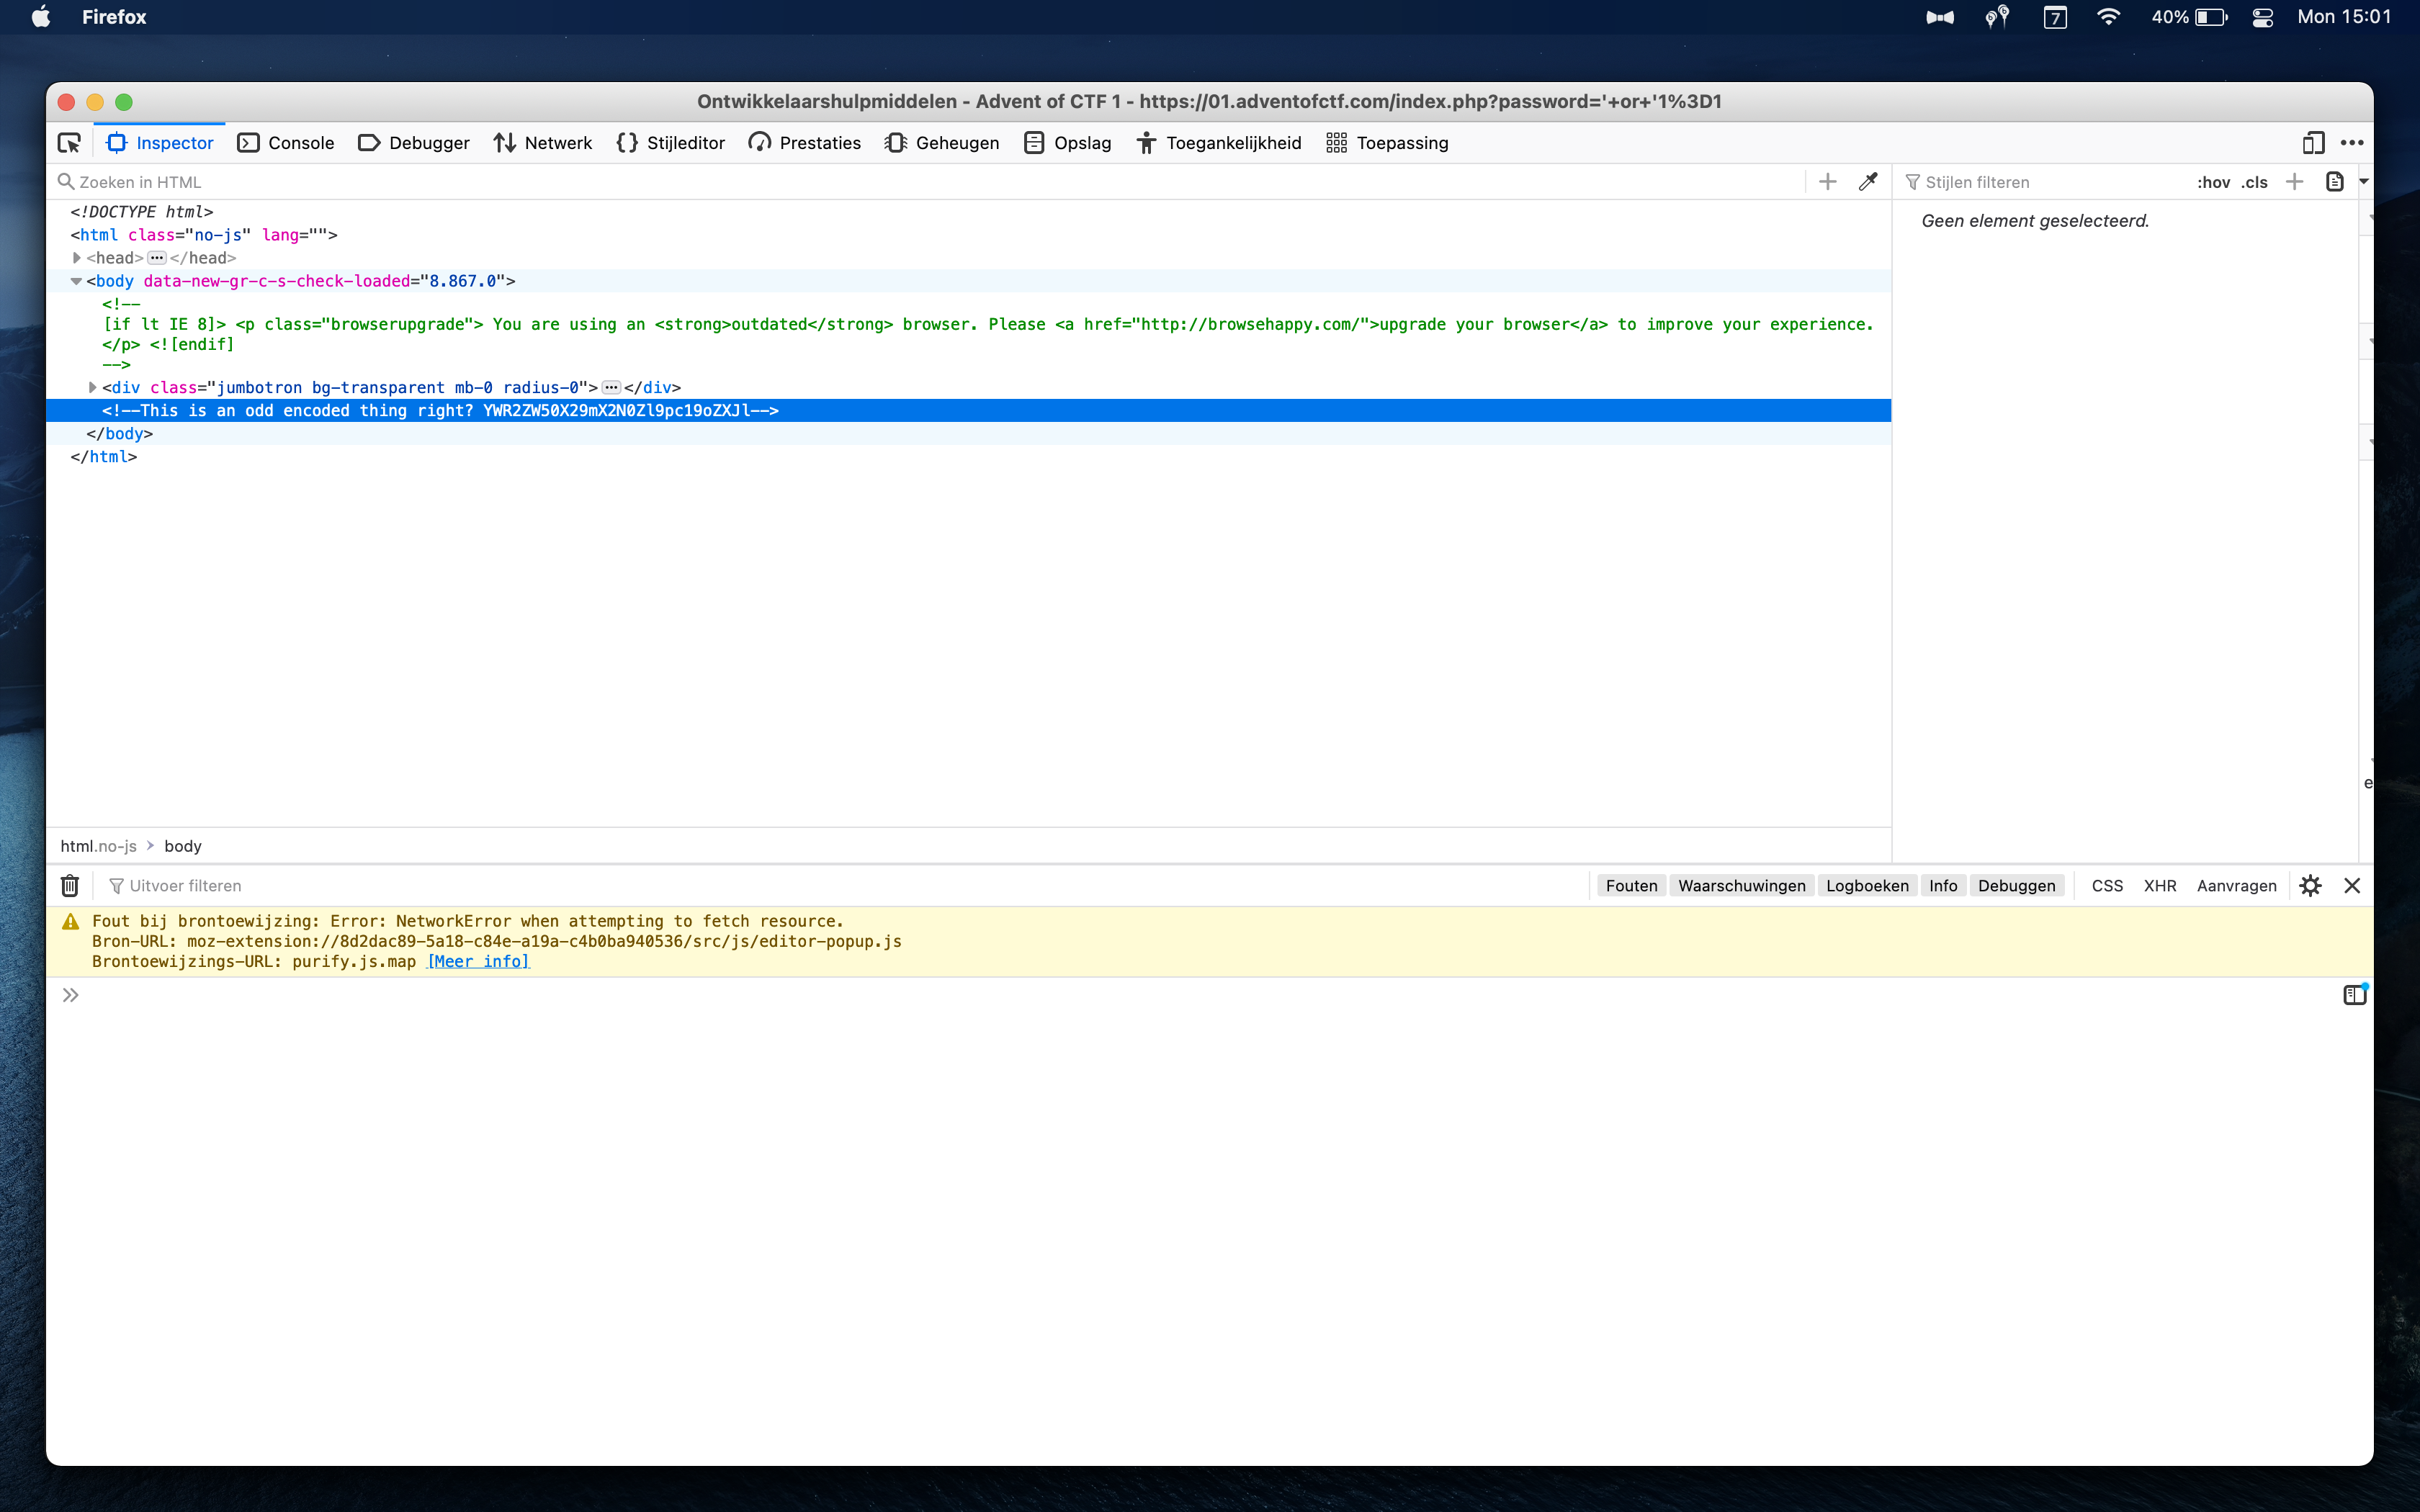 Firefox
7
40%
Mon 15:01
Ontwikkelaarshulpmiddelen - Advent of CTF 1 - https://01.adventofctf.com/index.php?password='+or+'1%3D1
Inspector Console Debugger Netwerk Stijleditor Prestaties Geheugen Opslag Toegankelijkheid Toepassing
Zoeken in HTML
Stijlen filteren
:hov .cls
Geen element geselecteerd.
<!DOCTYPE html>
<html class="no-js" lang="">
<head> ••• </head>
<body data-new-gr-c-s-check-loaded="8.867.0">
<!--
[if lt IE 8]> <p class="browserupgrade"> You are using an <strong>outdated</strong> browser. Please <a href="http://browsehappy.com/">upgrade your browser</a> to improve your experience.
</p> <![endif]
-->
<div class="jumbotron bg-transparent mb-0 radius-0"> ••• </div>
<!--This is an odd encoded thing right? YWR2ZW50X29mX2N0Zl9pc19oZXJl-->
</body>
</html>
e
html.no-js > body
Uitvoer filteren
Fouten Waarschuwingen Logboeken Info Debuggen CSS XHR Aanvragen
Fout bij brontoewijzing: Error: NetworkError when attempting to fetch resource.
Bron-URL: moz-extension://8d2dac89-5a18-c84e-a19a-c4b0ba940536/src/js/editor-popup.js
Brontoewijzings-URL: purify.js.map [Meer info]